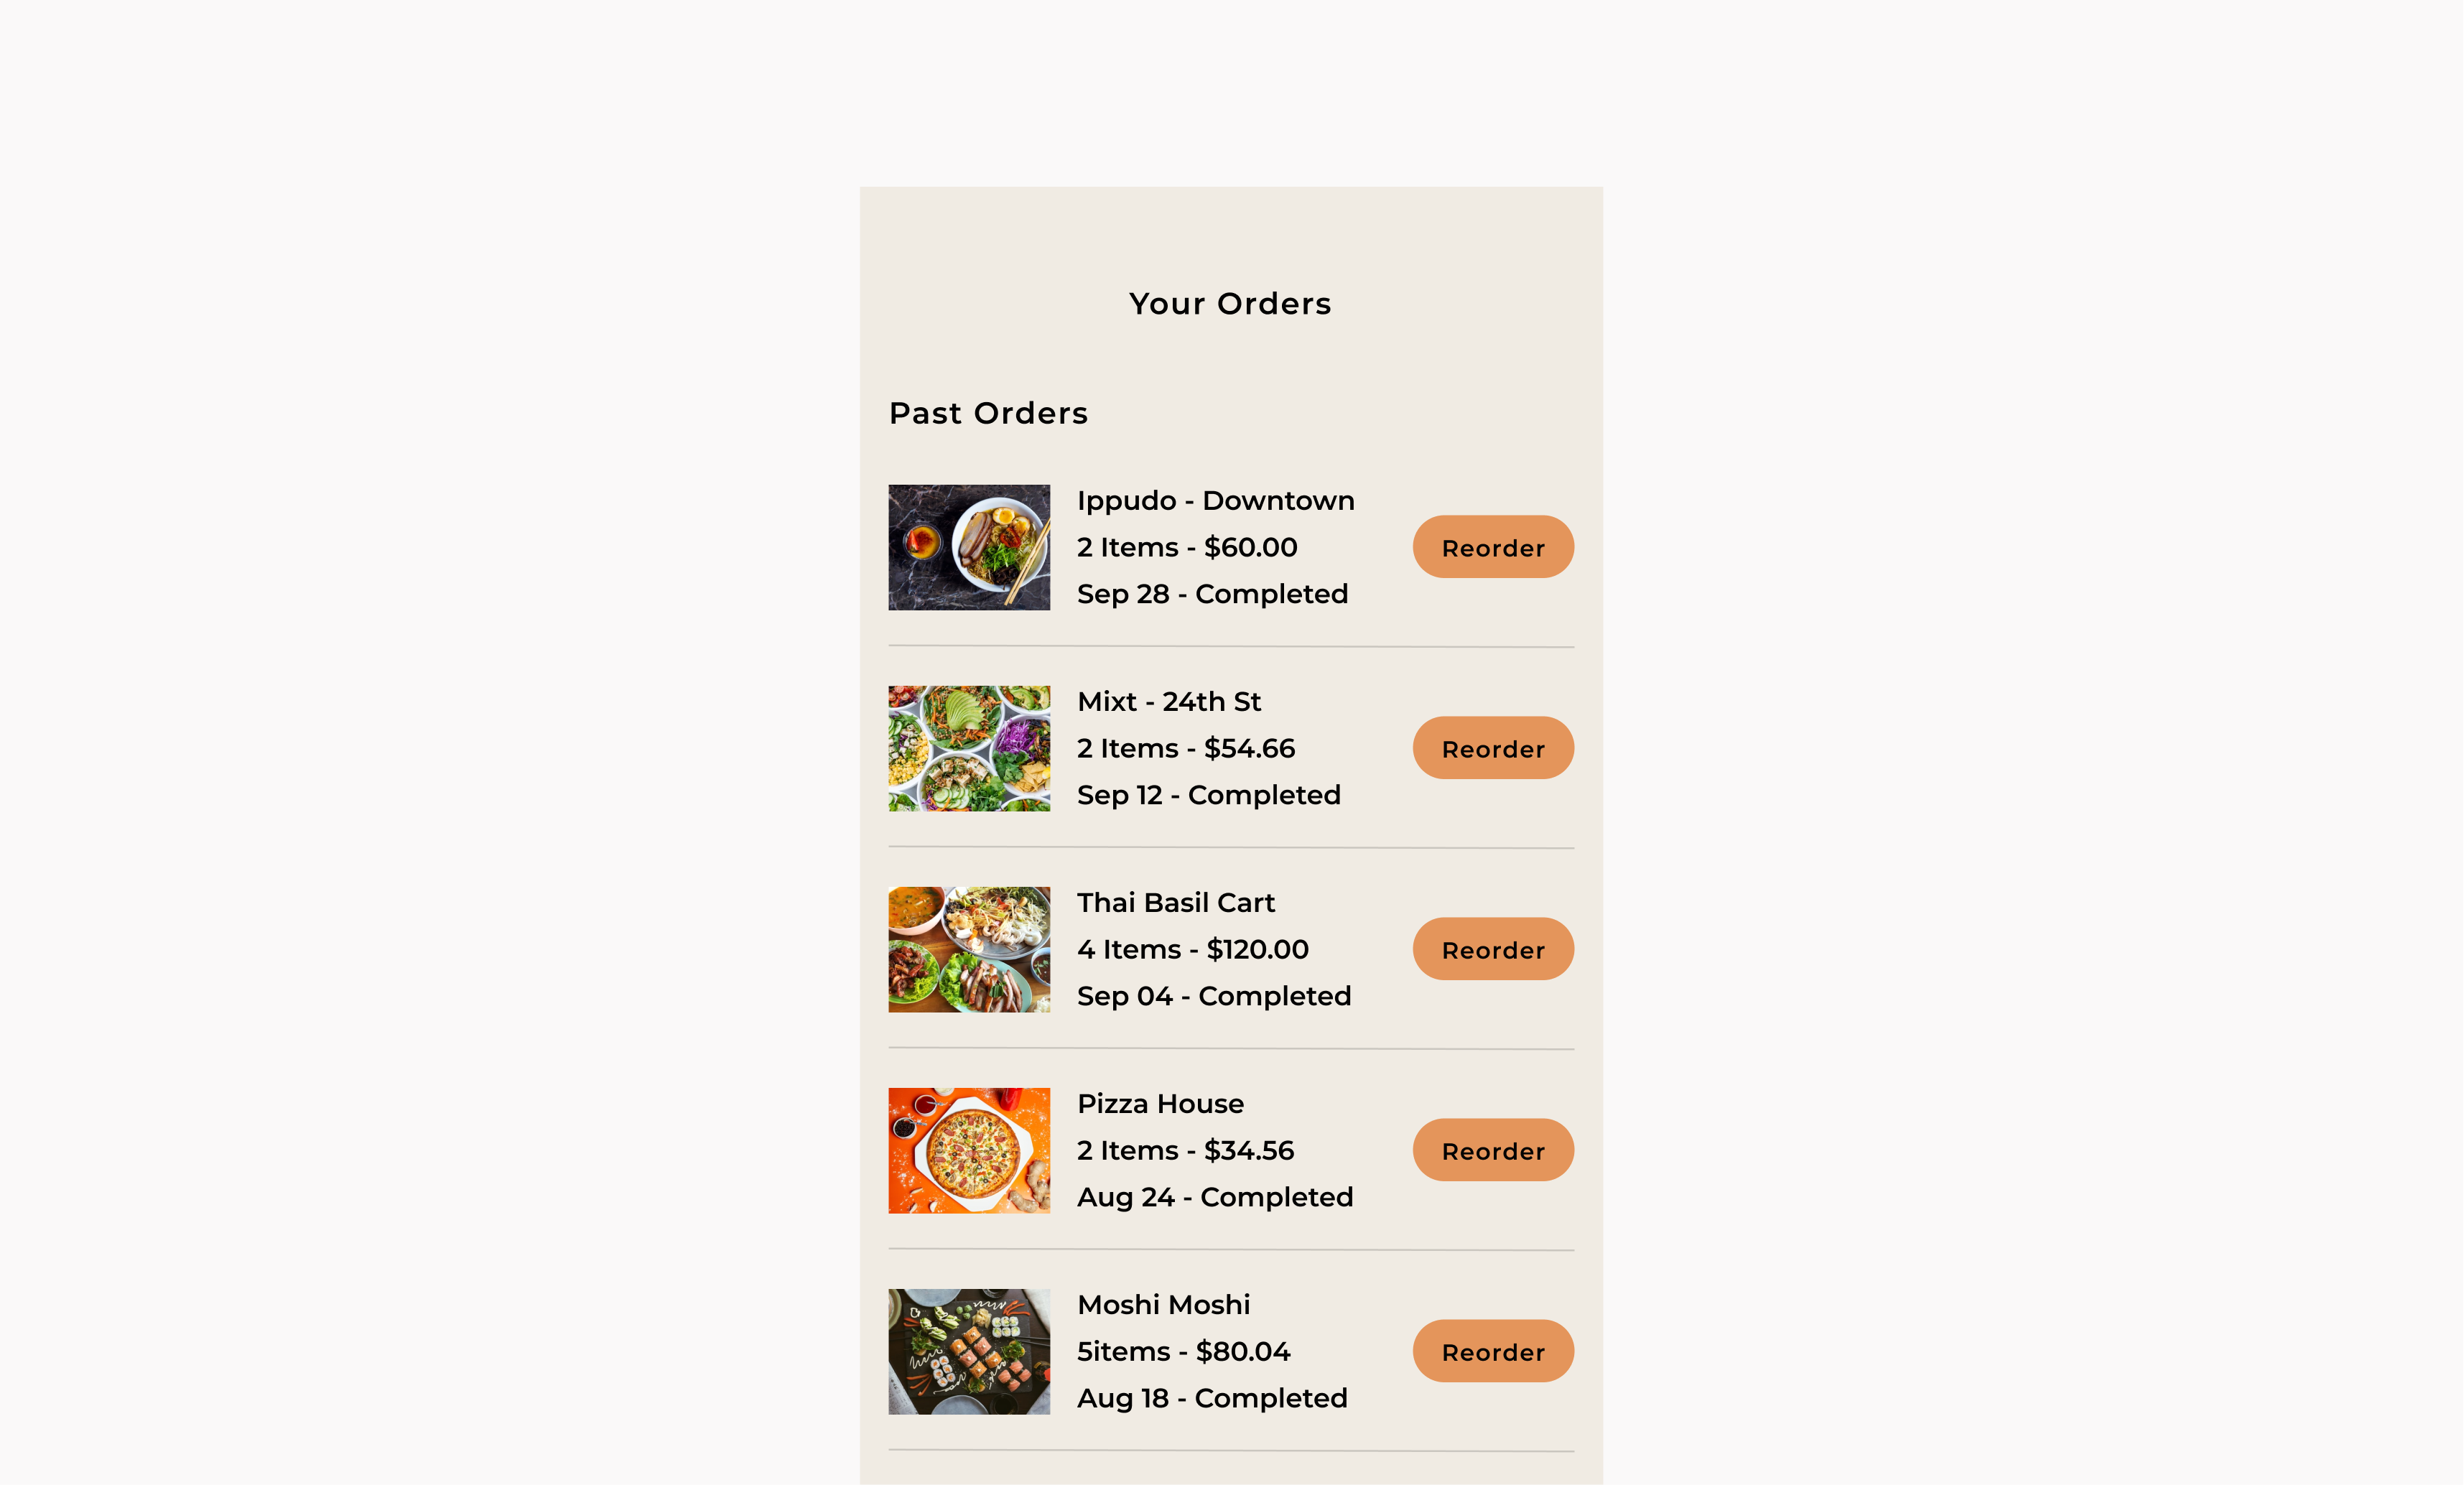 Your Orders
Past Orders
Ippudo - Downtown
2 Items - $60.00
Sep 28 - Completed
Reorder
Mixt - 24th St
2 Items - $54.66
Sep 12 - Completed
Reorder
Thai Basil Cart
4 Items - $120.00
Sep 04 - Completed
Reorder
Pizza House
2 Items - $34.56
Aug 24 - Completed
Reorder
Moshi Moshi
5items - $80.04
Aug 18 - Completed
Reorder